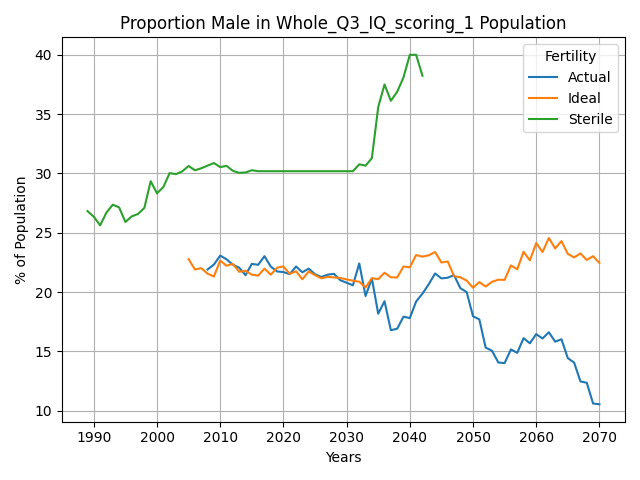 Proportion Male in Whole_Q3_IQ_scoring_1 Population
Fertility
Actual
Ideal
Sterile
% of Population
40
35
30
25
20
15
10
1990
2000
2010
2020
2030
2040
2050
2060
2070
Years